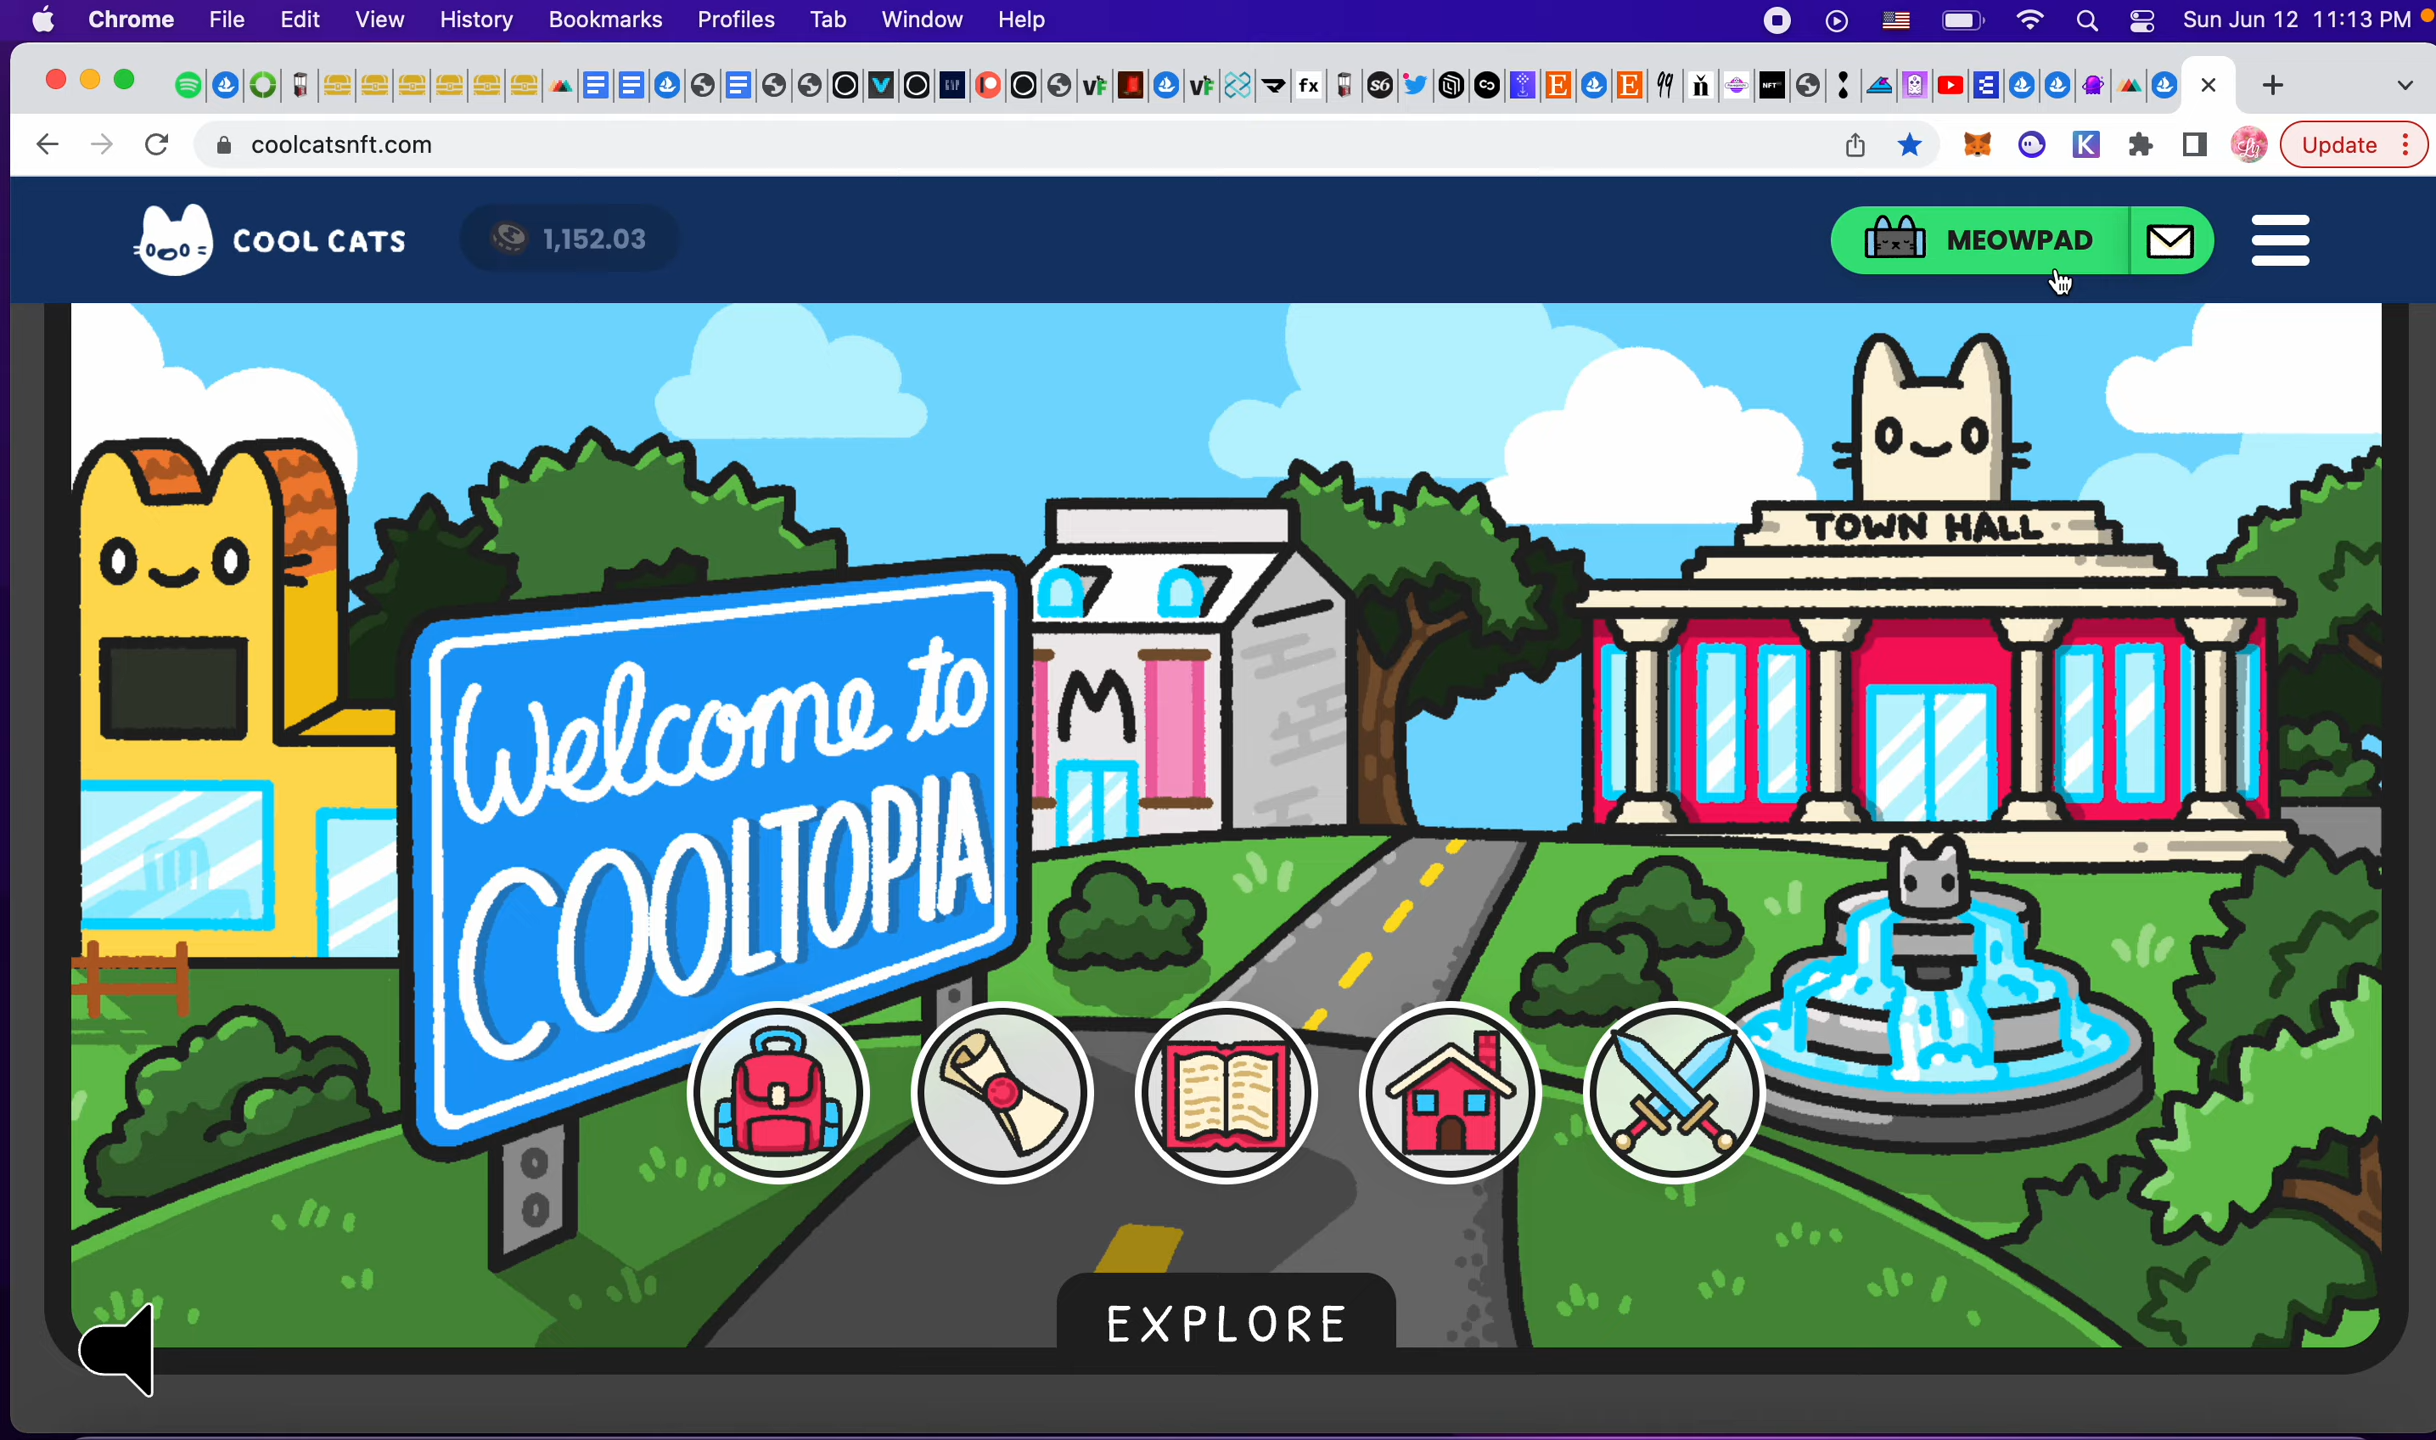 Chrome File Edit View History Bookmarks Profiles Tab Window Help Sun Jun 12 11:13 PM
coolcatsnft.com Update
COOL CATS 1,152.03 MEOWPAD
TOWN HALL
M
Welcome to
COOLTOPIA
EXPLORE